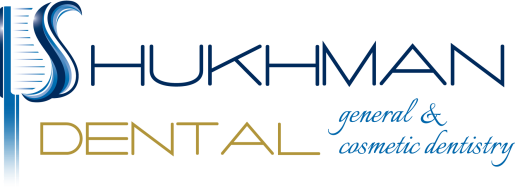 SHUKHMAN
DENTAL
general &
cosmetic dentistry